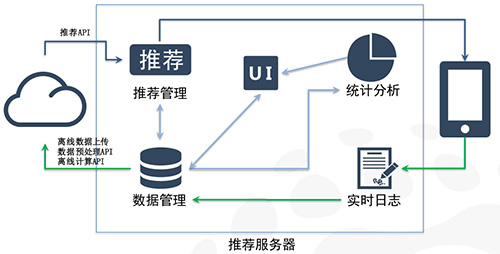 推荐API
推荐
推荐管理
UI
统计分析
离线数据上传
数据预处理API
离线计算API
数据管理
实时日志
推荐服务器